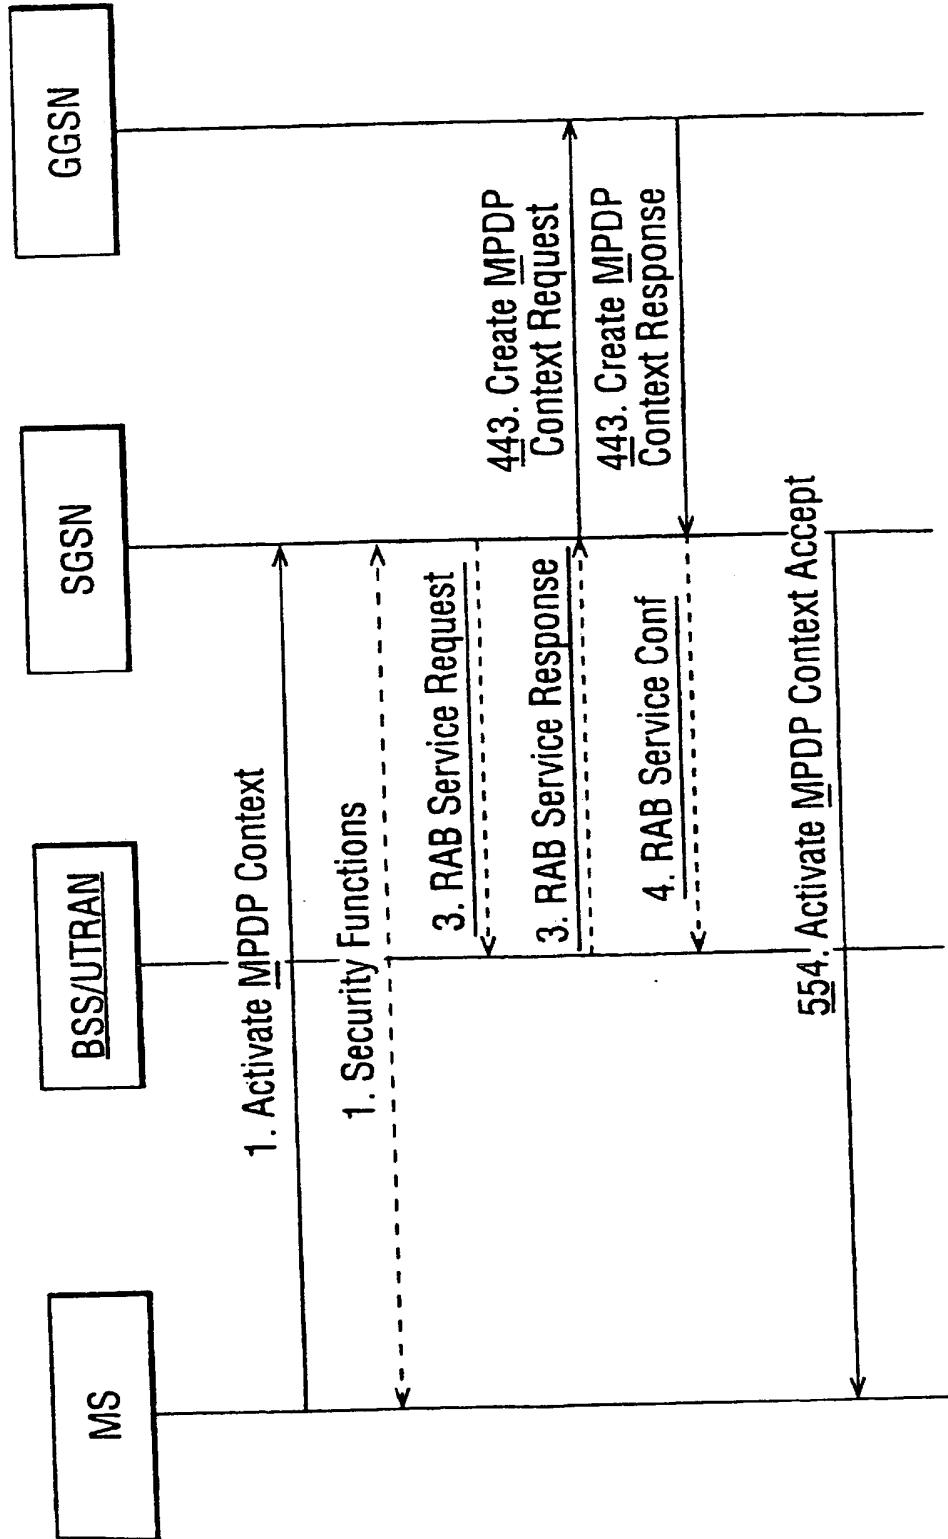 MS
BSS/UTRAN
SGSN
GGSN
1. Activate MPDP Context
1. Security Functions
3. RAB Service Request
3. RAB Service Response
443. Create MPDP
Context Request
443. Create MPDP
Context Response
4. RAB Service Conf
554. Activate MPDP Context Accept